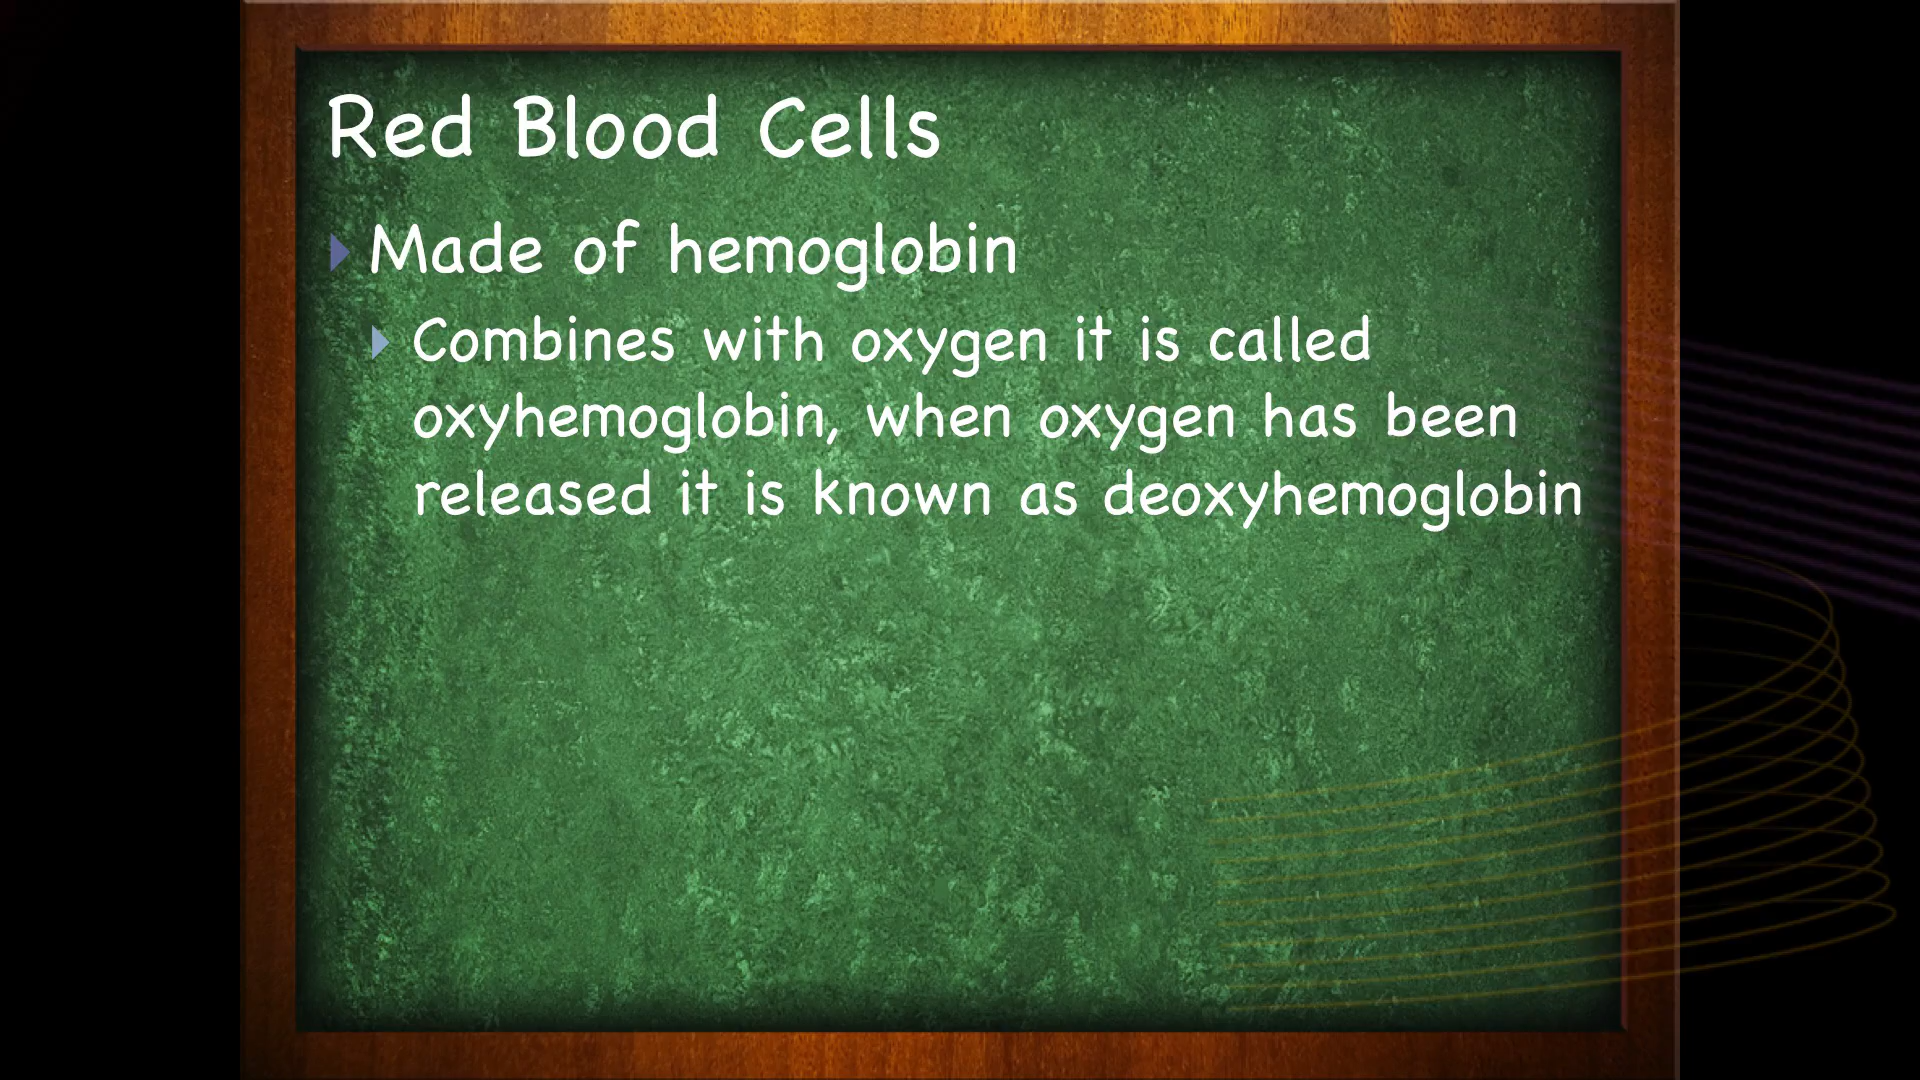 Red Blood Cells
Made of hemoglobin
Combines with oxygen it is called
oxyhemoglobin, when oxygen has been
released it is known as deoxyhemoglobin